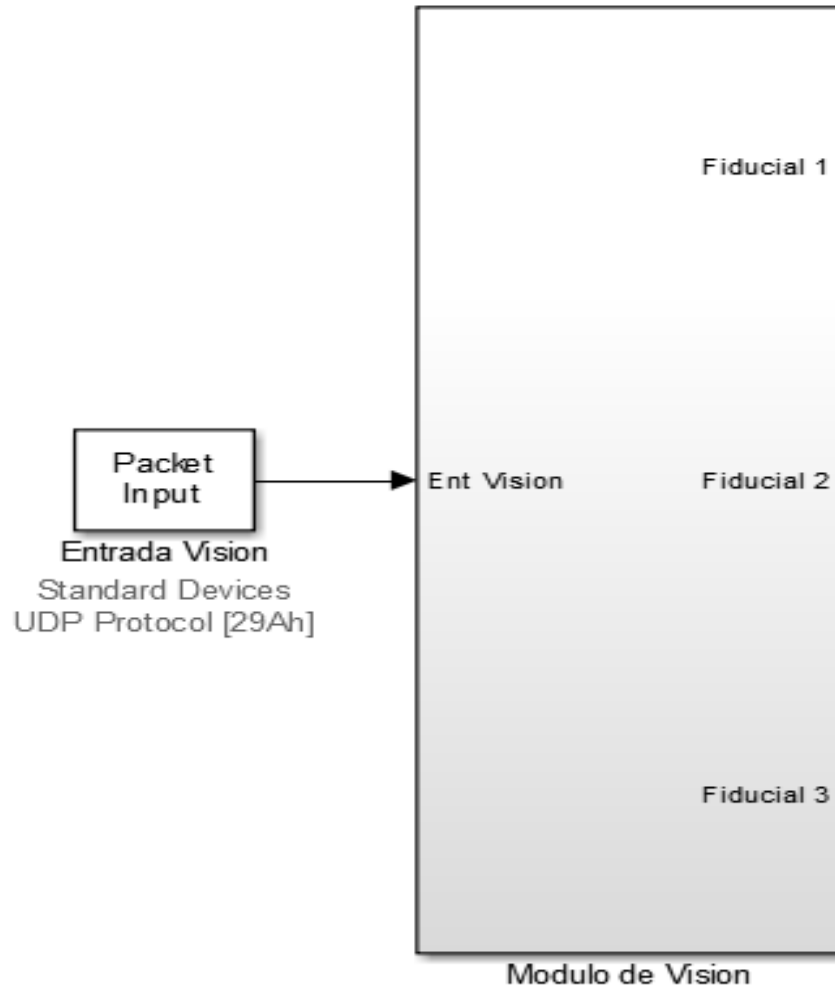 Fiducial 1
Packet
Input
Ent Vision
Fiducial 2
Entrada Vision
Standard Devices
UDP Protocol [29Ah]
Fiducial 3
Modulo de Vision